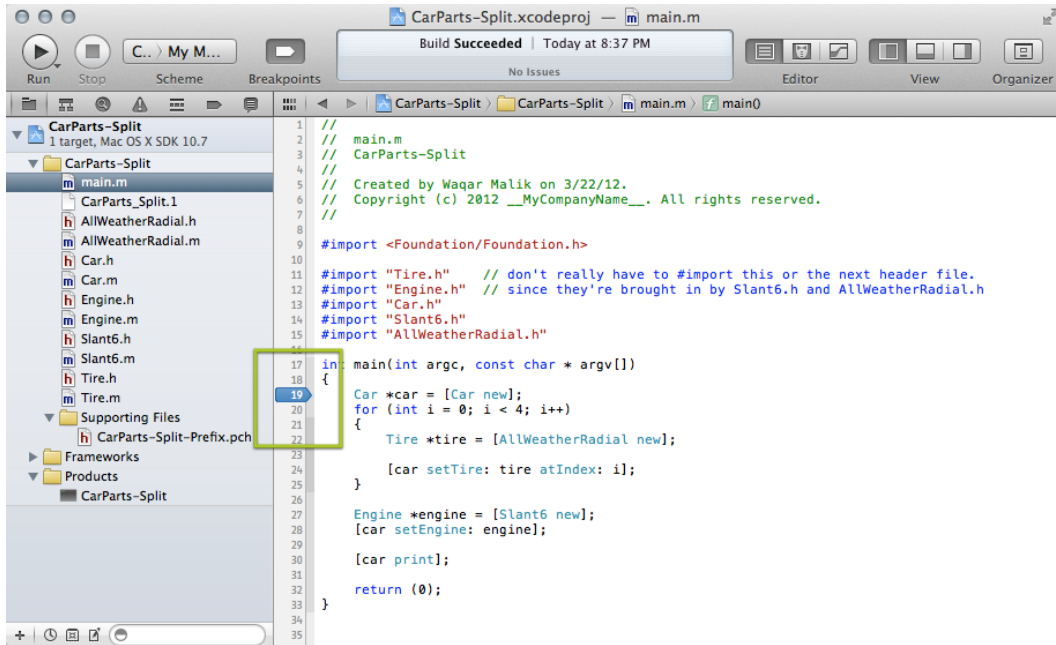 CarParts-Split.xcodeproj — m main.m
C.. 〉 My M...
Build Succeeded | Today at 8:37 PM
No Issues
Run Stop Scheme Breakpoints Editor View Organizer
CarParts-Split 〉 CarParts-Split 〉 m main.m 〉 f main()
CarParts-Split
1 target, Mac OS X SDK 10.7
CarParts-Split
m main.m
CarParts_Split.1
h AllWeatherRadial.h
m AllWeatherRadial.m
h Car.h
m Car.m
h Engine.h
m Engine.m
h Slant6.h
m Slant6.m
h Tire.h
m Tire.m
Supporting Files
h CarParts-Split-Prefix.pch
Frameworks
Products
CarParts-Split
1 //
2 // main.m
3 // CarParts-Split
4 //
5 // Created by Waqar Malik on 3/22/12.
6 // Copyright (c) 2012 __MyCompanyName__. All rights reserved.
7 //
8
9 #import <Foundation/Foundation.h>
10
11 #import "Tire.h" // don't really have to #import this or the next header file.
12 #import "Engine.h" // since they're brought in by Slant6.h and AllWeatherRadial.h
13 #import "Car.h"
14 #import "Slant6.h"
15 #import "AllWeatherRadial.h"
16
17 int main(int argc, const char * argv[])
18 {
19 Car *car = [Car new];
20 for (int i = 0; i < 4; i++)
21 {
22 Tire *tire = [AllWeatherRadial new];
23
24 [car setTire: tire atIndex: i];
25 }
26
27 Engine *engine = [Slant6 new];
28 [car setEngine: engine];
29
30 [car print];
31
32 return (0);
33 }
34
35